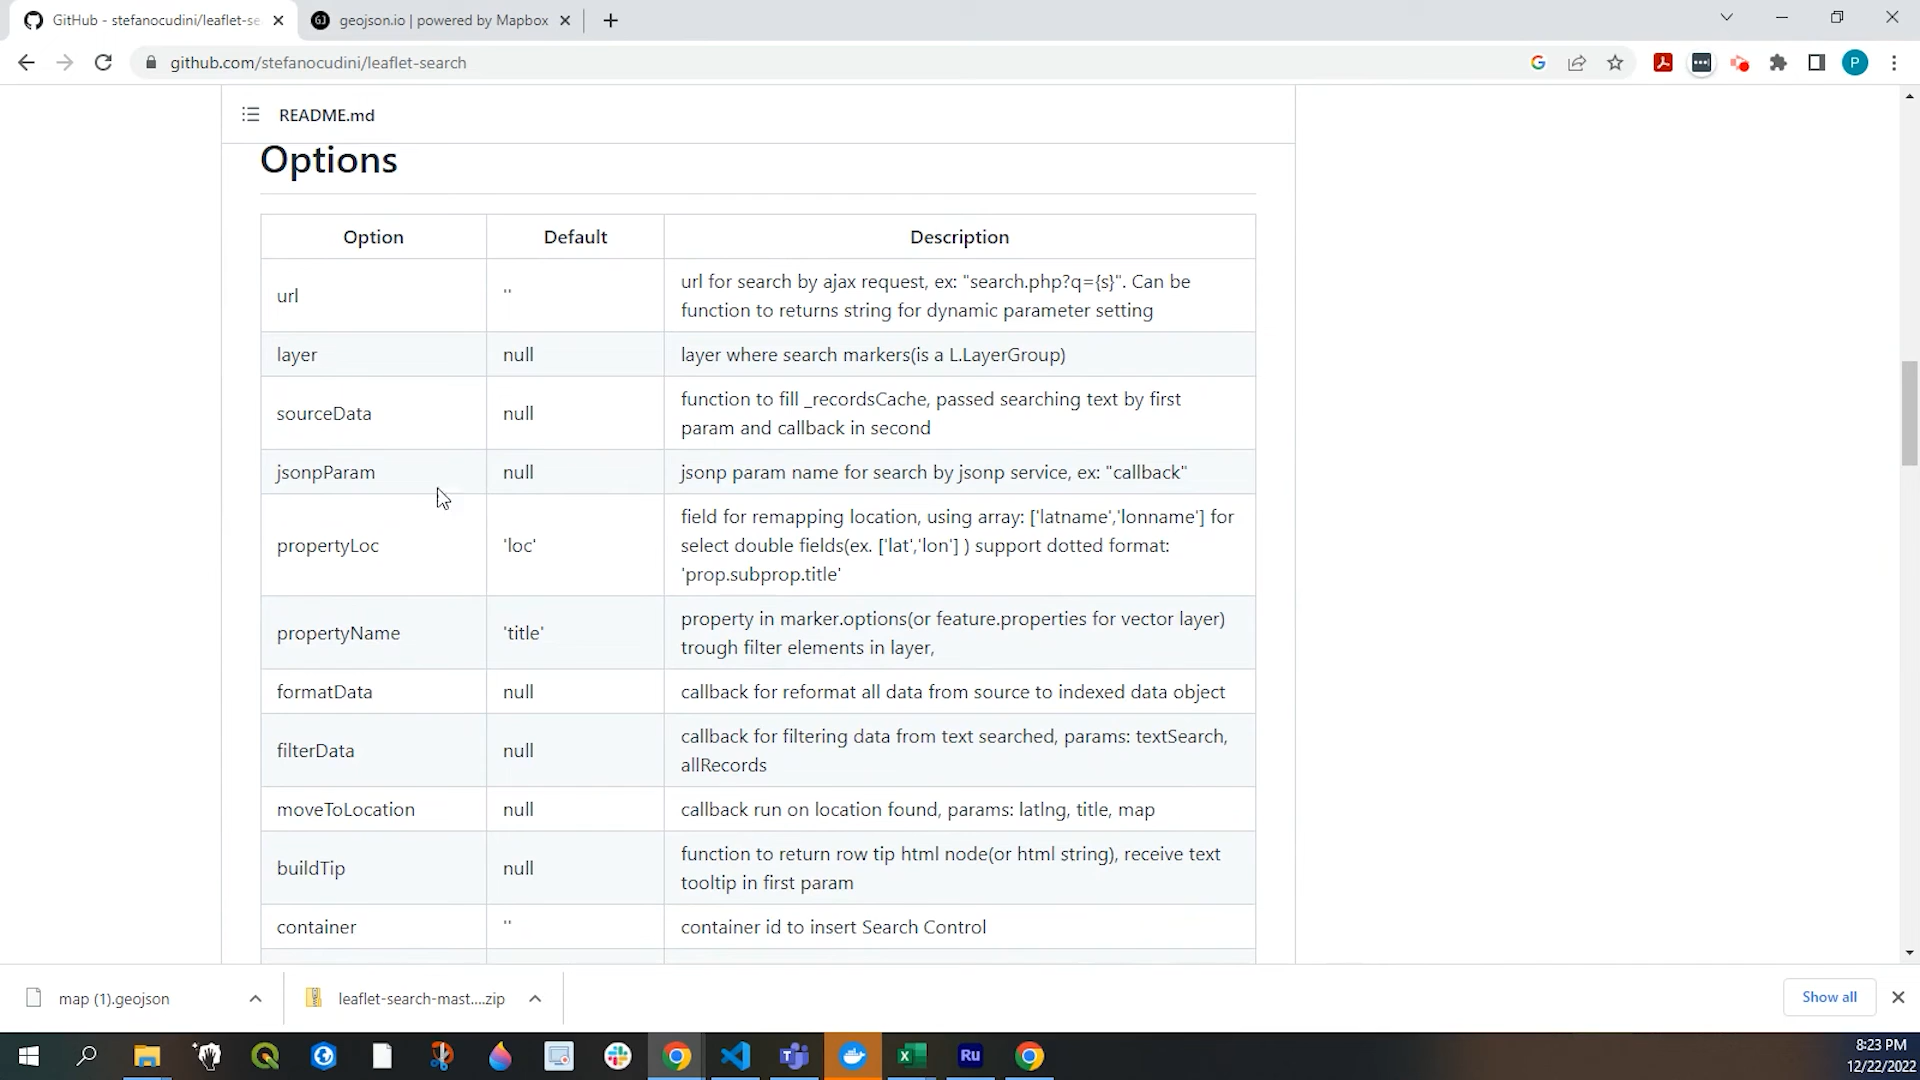 GitHub - stefanocudini/leaflet-se
geojson.io | powered by Mapbox
github.com/stefanocudini/leaflet-search
P
README.md
Options
Option Default Description
url '' url for search by ajax request, ex: "search.php?q={s}". Can be
function to returns string for dynamic parameter setting
layer null layer where search markers(is a L.LayerGroup)
sourceData null function to fill _recordsCache, passed searching text by first
param and callback in second
jsonpParam null jsonp param name for search by jsonp service, ex: "callback"
propertyLoc 'loc' field for remapping location, using array: ['latname','lonname'] for
select double fields(ex. ['lat','lon'] ) support dotted format:
'prop.subprop.title'
propertyName 'title' property in marker.options(or feature.properties for vector layer)
trough filter elements in layer,
formatData null callback for reformat all data from source to indexed data object
filterData null callback for filtering data from text searched, params: textSearch,
allRecords
moveToLocation null callback run on location found, params: latlng, title, map
buildTip null function to return row tip html node(or html string), receive text
tooltip in first param
container '' container id to insert Search Control
map (1).geojson
leaflet-search-mast....zip
Show all
Ru
8:23 PM
12/22/2022